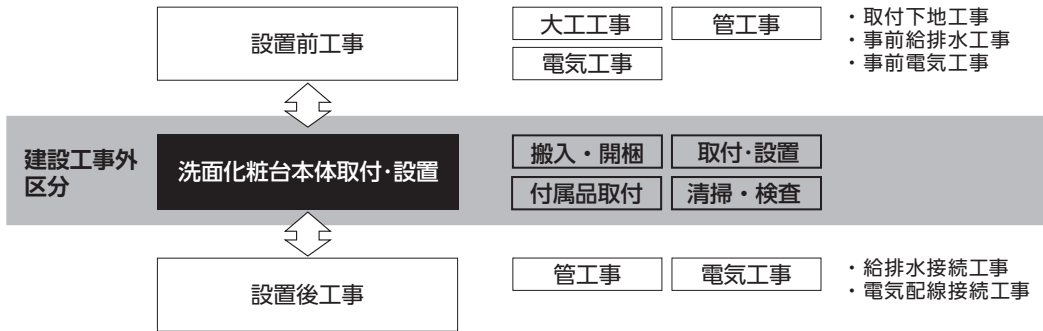 設置前工事
大工工事 管工事
電気工事
・取付下地工事
・事前給排水工事
・事前電気工事
建設工事外
区分
洗面化粧台本体取付・設置
搬入・開梱 取付・設置
付属品取付 清掃・検査
設置後工事
管工事 電気工事
・給排水接続工事
・電気配線接続工事